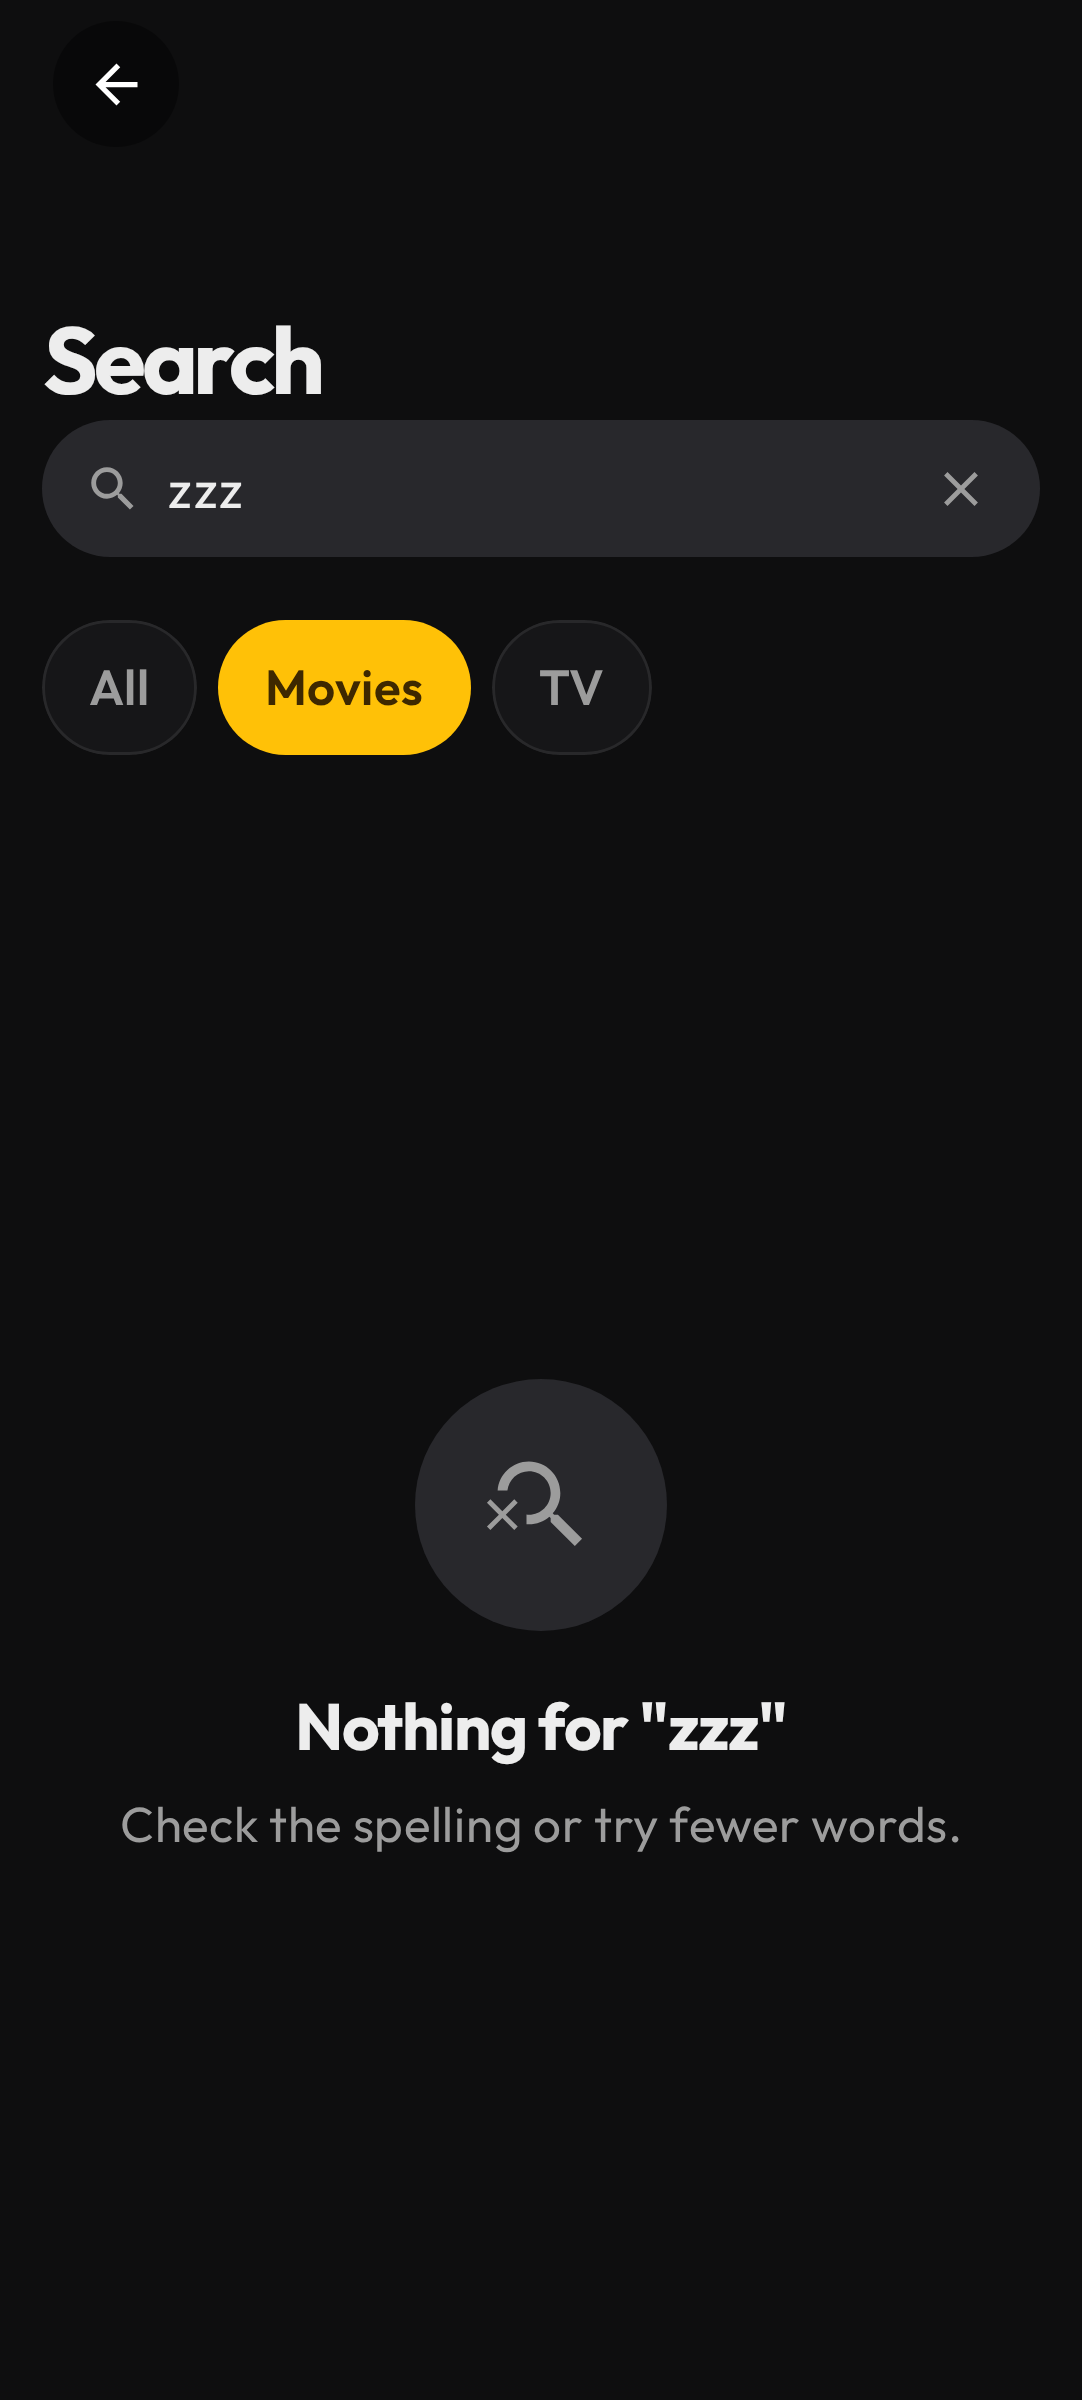 Search
zzz
All
Movies
TV
Nothing for "zzz"
Check the spelling or try fewer words.